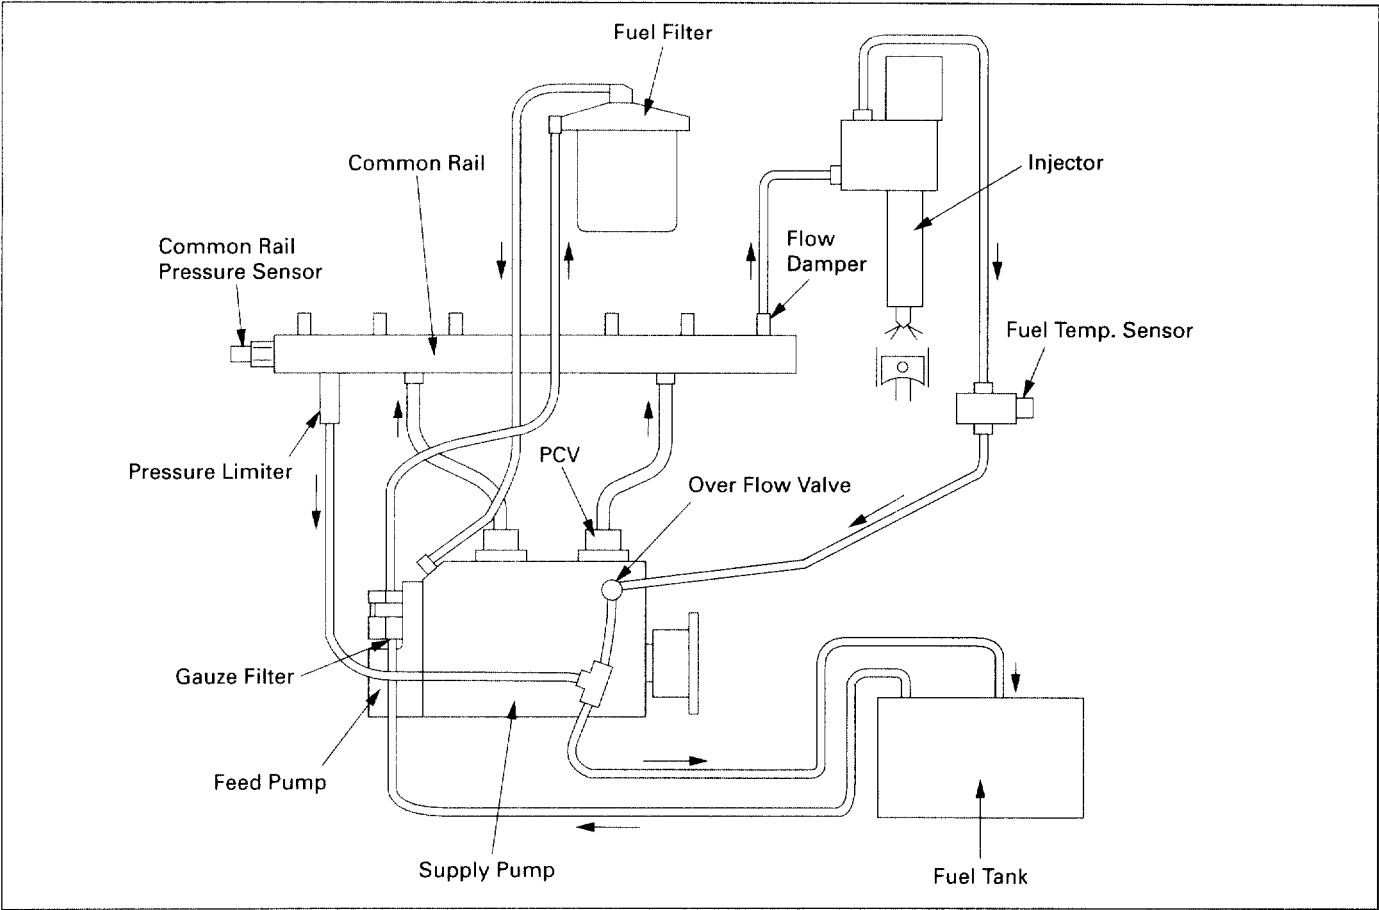 Fuel Filter
Common Rail
Injector
Common Rail
Pressure Sensor
Flow
Damper
Fuel Temp. Sensor
Pressure Limiter
PCV
Over Flow Valve
Gauze Filter
Feed Pump
Supply Pump
Fuel Tank